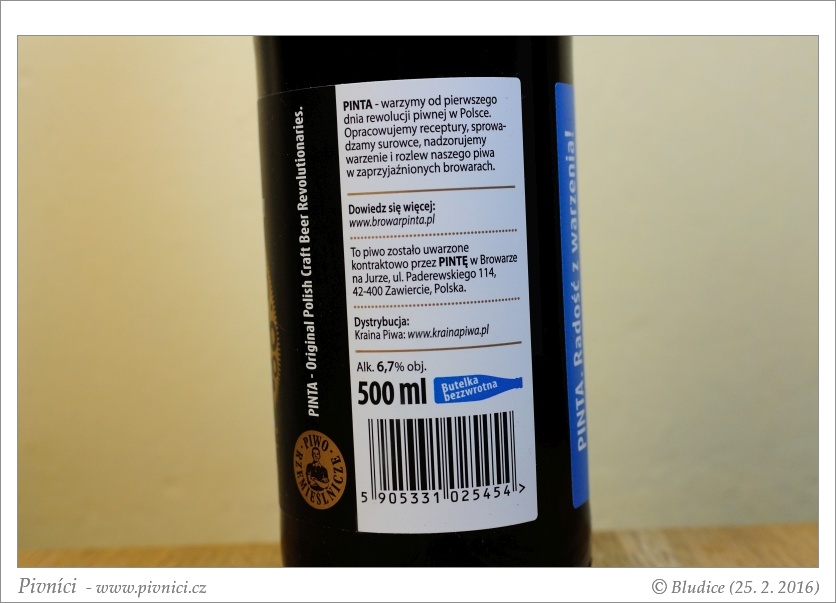 PINTA - Original Polish Craft Beer Revolutionaries.
· PIWO ·
RZEMIEŚLNICZE
PINTA - warzymy od pierwszego
dnia rewolucji piwnej w Polsce.
Opracowujemy receptury, sprowa-
dzamy surowce, nadzorujemy
warzenie i rozlew naszego piwa
w zaprzyjaźnionych browarach.
Dowiedz się więcej:
www.browarpinta.pl
To piwo zostało uwarzone
kontraktowo przez PINTĘ w Browarze
na Jurze, ul. Paderewskiego 114,
42-400 Zawiercie, Polska.
Dystrybucja:
Kraina Piwa: www.krainapiwa.pl
Alk. 6,7% obj.
500 ml
Butelka
bezzwrotna
5 905331 025454 >
PINTA. Radość z warzenia!
Pivníci - www.pivnici.cz
© Bludice (25. 2. 2016)